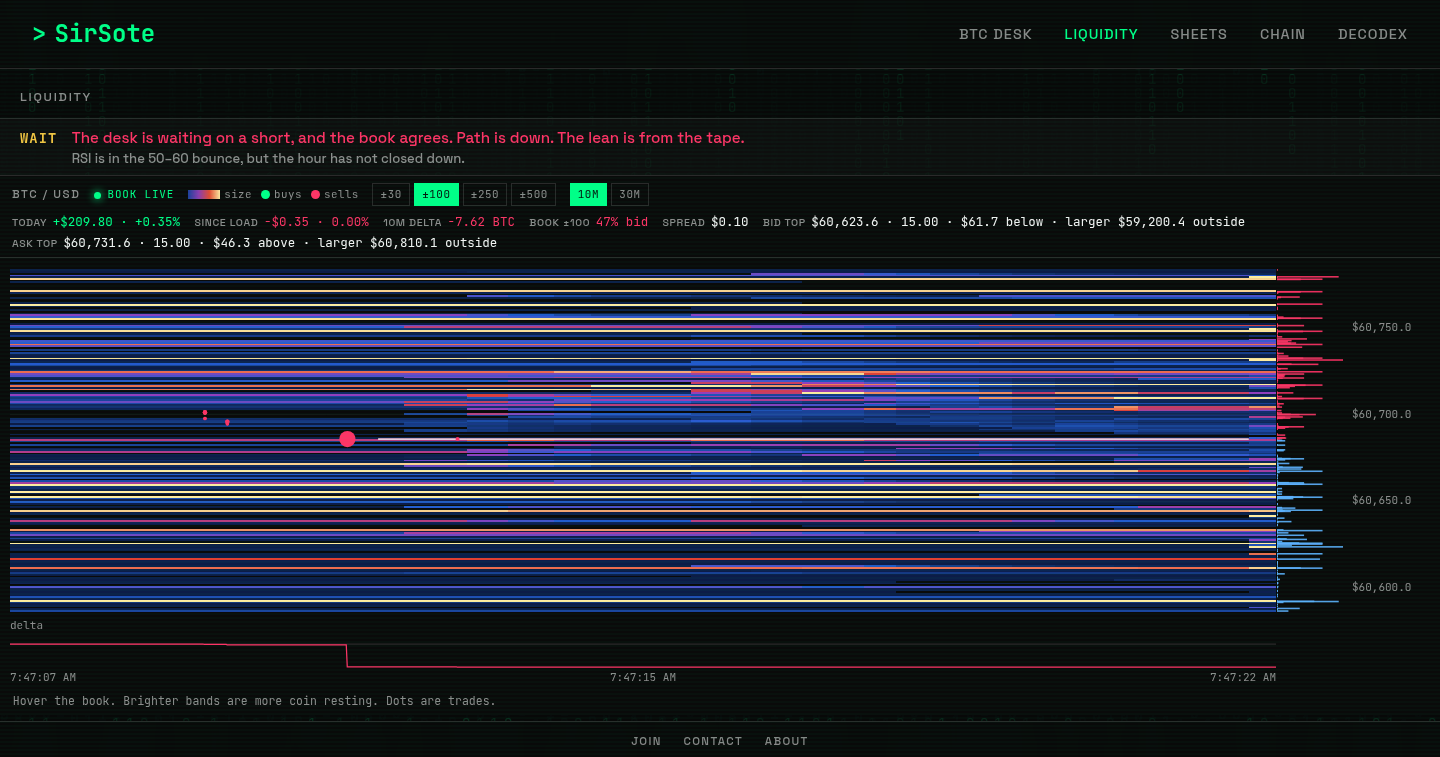 > SirSote
BTC DESK LIQUIDITY SHEETS CHAIN DECODEX
LIQUIDITY
WAIT The desk is waiting on a short, and the book agrees. Path is down. The lean is from the tape.
RSI is in the 50–60 bounce, but the hour has not closed down.
BTC / USD BOOK LIVE size buys sells ±30 ±100 ±250 ±500 10M 30M
TODAY +$209.80 · +0.35% SINCE LOAD -$0.35 · 0.00% 10M DELTA -7.62 BTC BOOK ±100 47% bid SPREAD $0.10 BID TOP $60,623.6 · 15.00 · $61.7 below · larger $59,200.4 outside
ASK TOP $60,731.6 · 15.00 · $46.3 above · larger $60,810.1 outside
$60,750.0
$60,700.0
$60,650.0
$60,600.0
delta
7:47:07 AM 7:47:15 AM 7:47:22 AM
Hover the book. Brighter bands are more coin resting. Dots are trades.
JOIN CONTACT ABOUT